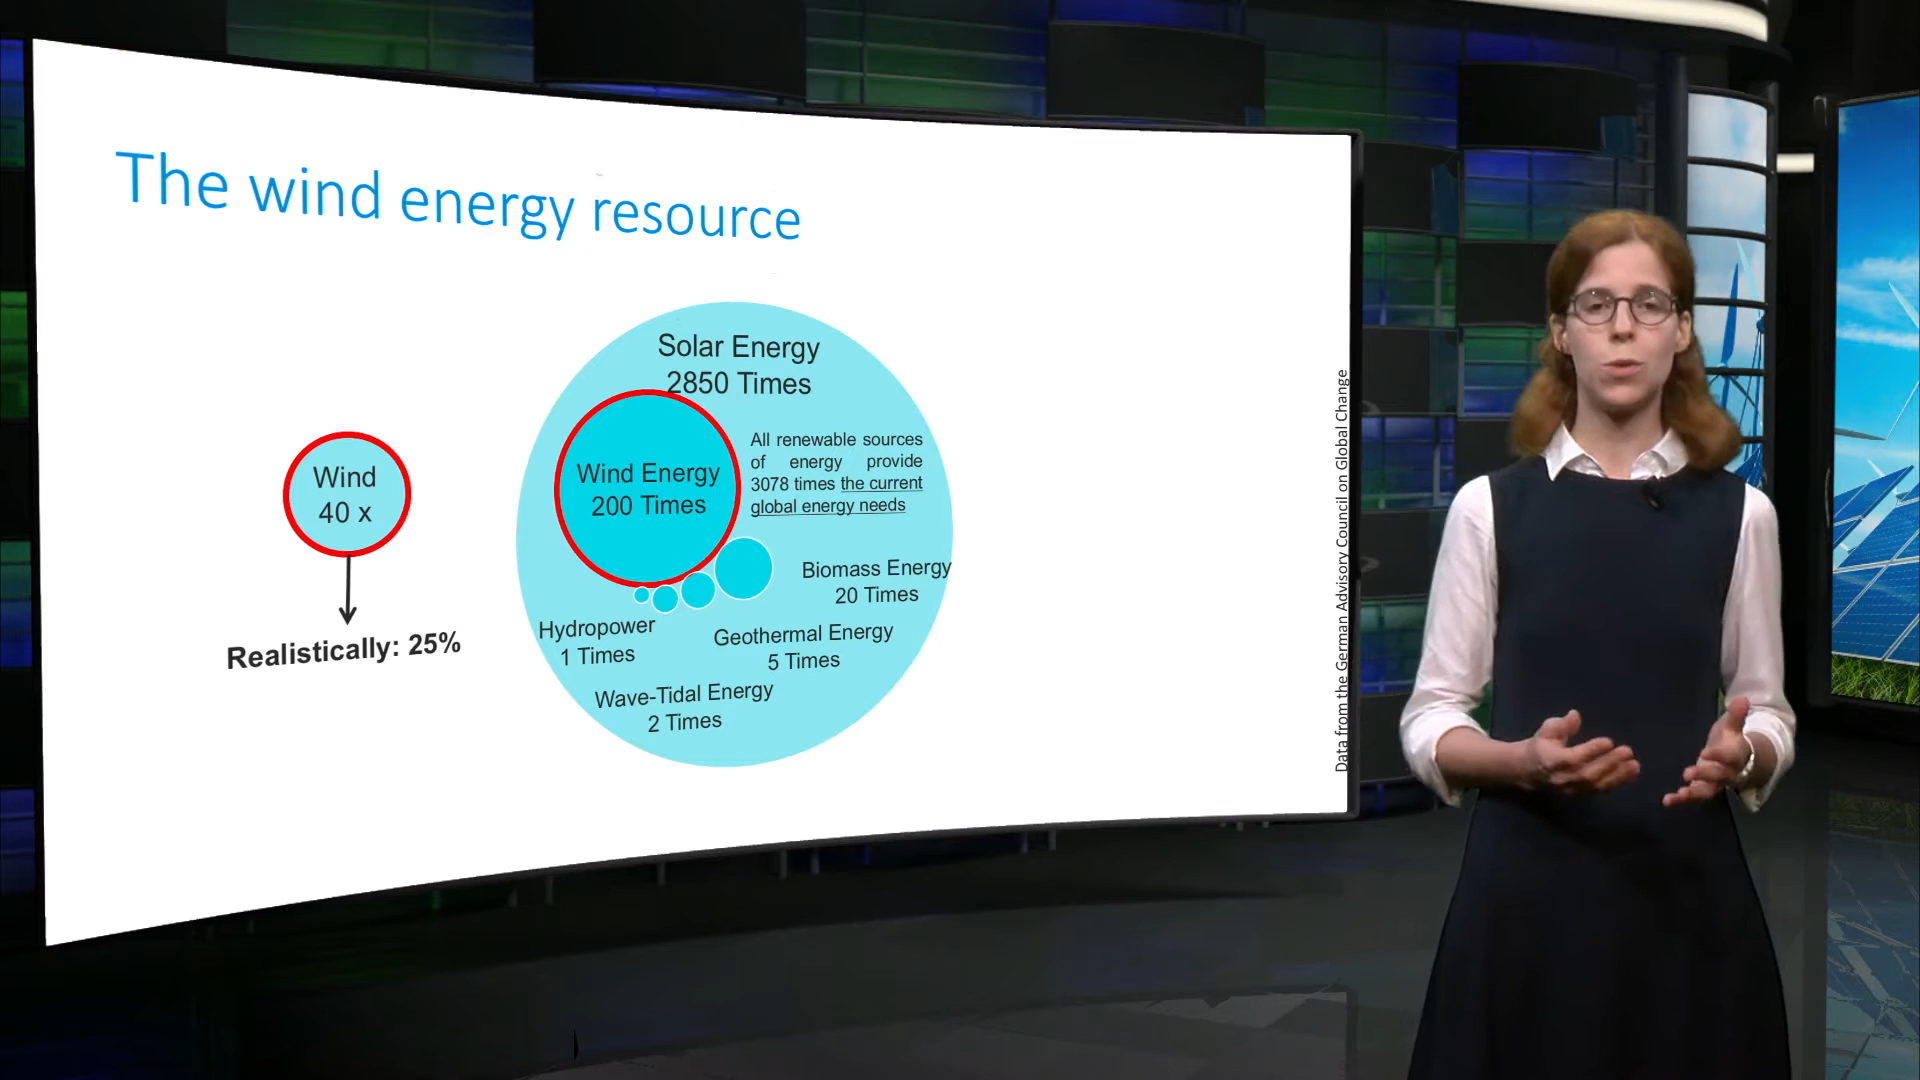 The wind energy resource
Wind
40 x
Realistically: 25%
Solar Energy
2850 Times
Wind Energy
200 Times
All renewable sources
of energy provide
3078 times the current
global energy needs
Biomass Energy
20 Times
Hydropower
1 Times
Geothermal Energy
5 Times
Wave-Tidal Energy
2 Times
Data from the German Advisory Council on Global Change